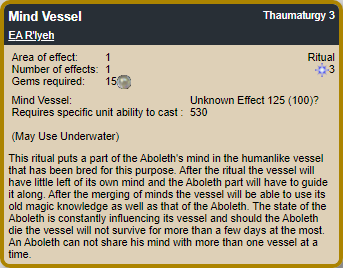 Mind Vessel Thaumaturgy 3
EA R'lyeh
Area of effect: 1 Ritual
Number of effects: 1 3
Gems required: 15
Mind Vessel: Unknown Effect 125 (100)?
Requires specific unit ability to cast : 530
(May Use Underwater)
This ritual puts a part of the Aboleth's mind in the humanlike vessel
that has been bred for this purpose. After the ritual the vessel will
have little left of its own mind and the Aboleth part will have to guide
it along. After the merging of minds the vessel will be able to use its
old magic knowledge as well as that of the Aboleth. The state of the
Aboleth is constantly influencing its vessel and should the Aboleth
die the vessel will not survive for more than a few days at the most.
An Aboleth can not share his mind with more than one vessel at a
time.